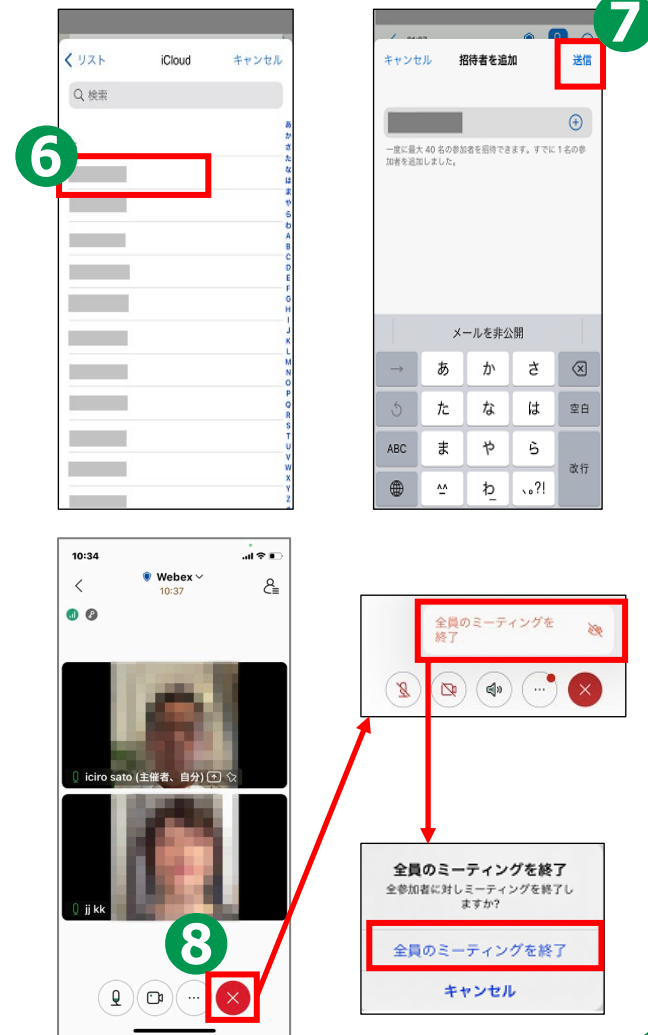 6
リスト
iCloud
キャンセル
検索
あ
か
さ
た
な
は
ま
や
ら
わ
A
B
C
D
E
F
G
H
I
J
K
L
M
N
O
P
Q
R
S
T
U
V
W
X
Y
Z
7
キャンセル
招待者を追加
送信
一度に最大 40 名の参加者を招待できます。すでに 1 名の参
加者を追加しました。
メールを非公開
→ あ か さ
た な は 空白
ABC ま や ら
改行
^^ わ_ 、。?!
10:34
Webex
10:37
iciro sato (主催者、自分)
jj kk
8
全員のミーティングを
終了
全員のミーティングを終了
全参加者に対しミーティングを終了し
ますか?
全員のミーティングを終了
キャンセル